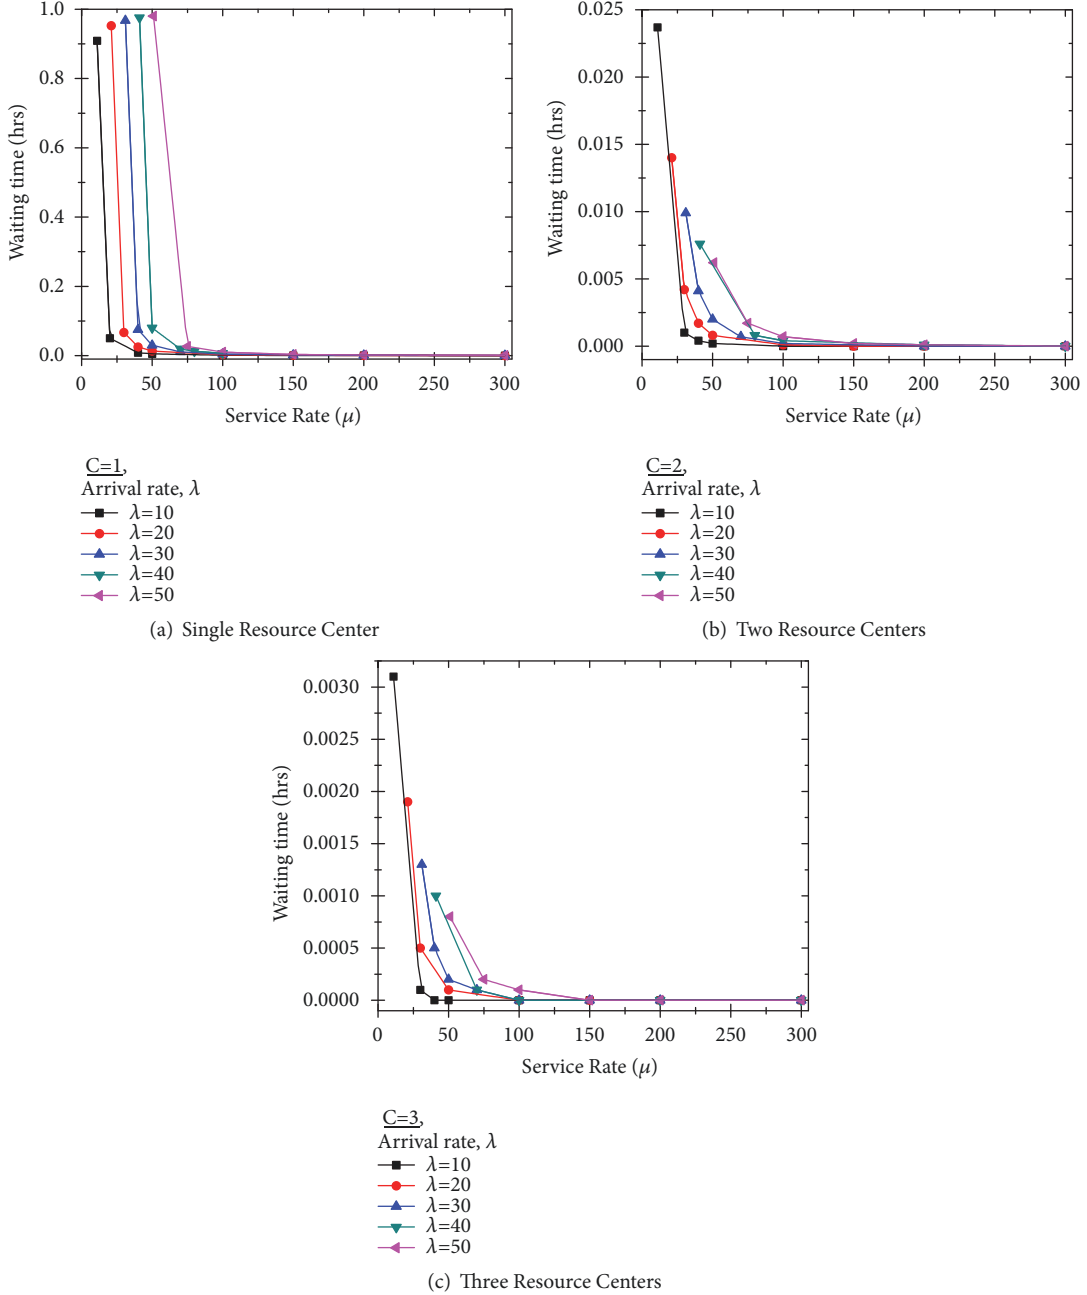 1.0
0.8
0.6
0.4
0.2
0.0
Waiting time (hrs)
0 50 100 150 200 250 300
Service Rate (μ)
C=1,
Arrival rate, λ
λ=10
λ=20
λ=30
λ=40
λ=50
(a) Single Resource Center
0.025
0.020
0.015
0.010
0.005
0.000
Waiting time (hrs)
0 50 100 150 200 250 300
Service Rate (μ)
C=2,
Arrival rate, λ
λ=10
λ=20
λ=30
λ=40
λ=50
(b) Two Resource Centers
0.0030
0.0025
0.0020
0.0015
0.0010
0.0005
0.0000
Waiting time (hrs)
0 50 100 150 200 250 300
Service Rate (μ)
C=3,
Arrival rate, λ
λ=10
λ=20
λ=30
λ=40
λ=50
(c) Three Resource Centers